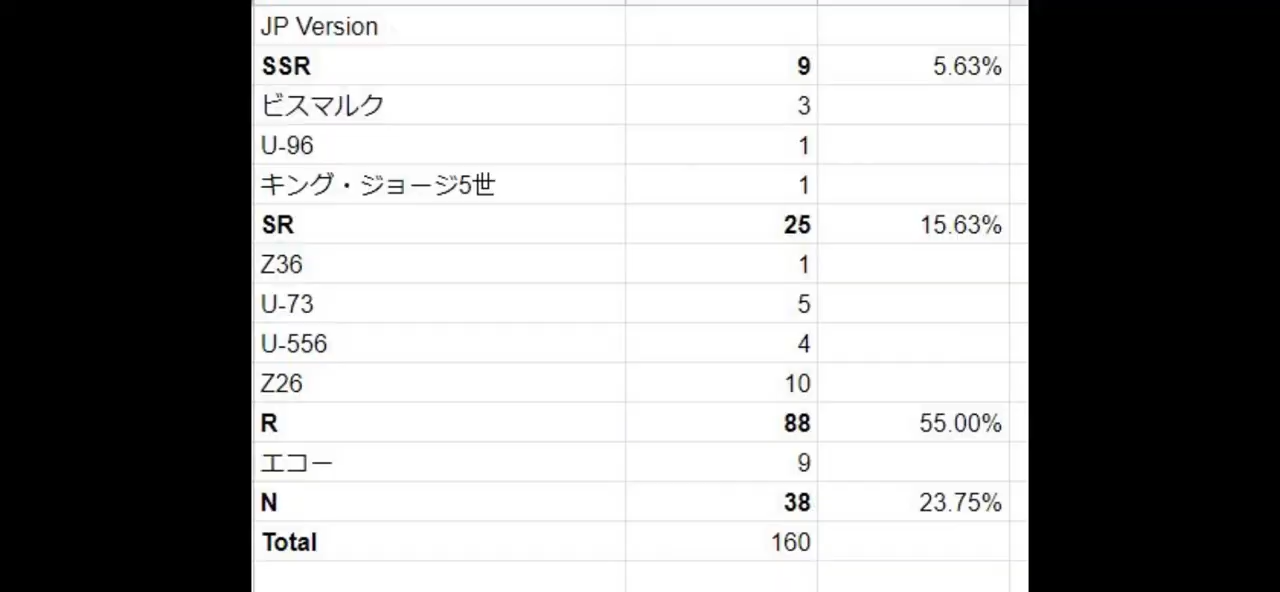 JP Version
SSR 9 5.63%
ビスマルク 3
U-96 1
キング・ジョージ5世 1
SR 25 15.63%
Z36 1
U-73 5
U-556 4
Z26 10
R 88 55.00%
エコー 9
N 38 23.75%
Total 160